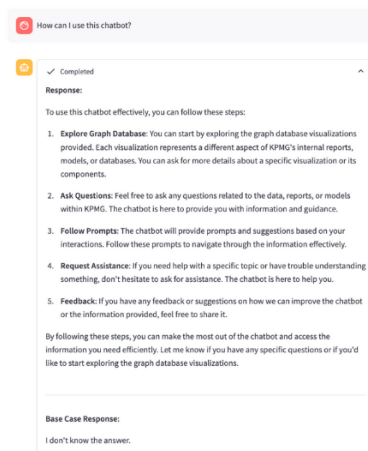 How can I use this chatbot?
Completed
Response:
To use this chatbot effectively, you can follow these steps:
1. Explore Graph Database: You can start by exploring the graph database visualizations
provided. Each visualization represents a different aspect of KPMG's internal reports,
models, or databases. You can ask for more details about a specific visualization or its
components.
2. Ask Questions: Feel free to ask any questions related to the data, reports, or models
within KPMG. The chatbot is here to provide you with information and guidance.
3. Follow Prompts: The chatbot will provide prompts and suggestions based on your
interactions. Follow these prompts to navigate through the information effectively.
4. Request Assistance: If you need help with a specific topic or have trouble understanding
something, don't hesitate to ask for assistance. The chatbot is here to help you.
5. Feedback: If you have any feedback or suggestions on how we can improve the chatbot
or the information provided, feel free to share it.
By following these steps, you can make the most out of the chatbot and access the
information you need efficiently. Let me know if you have any specific questions or if you'd
like to start exploring the graph database visualizations.
Base Case Response:
I don't know the answer.